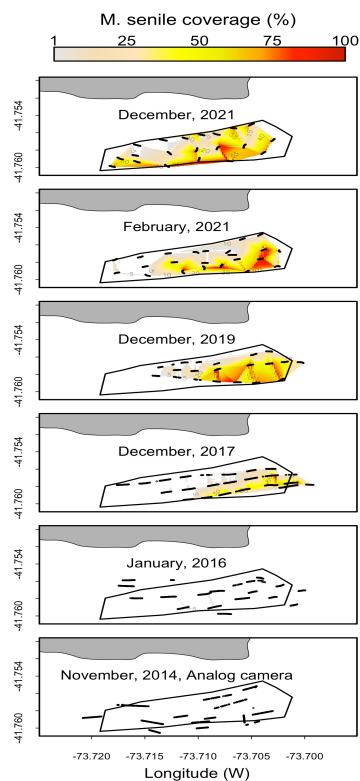 M. senile coverage (%)
1 25 50 75 100
December, 2021
-41.754
-41.760
February, 2021
-41.754
-41.760
December, 2019
-41.754
-41.760
December, 2017
-41.754
-41.760
January, 2016
-41.754
-41.760
November, 2014, Analog camera
-41.754
-41.760
-73.720 -73.715 -73.710 -73.705 -73.700
Longitude (W)